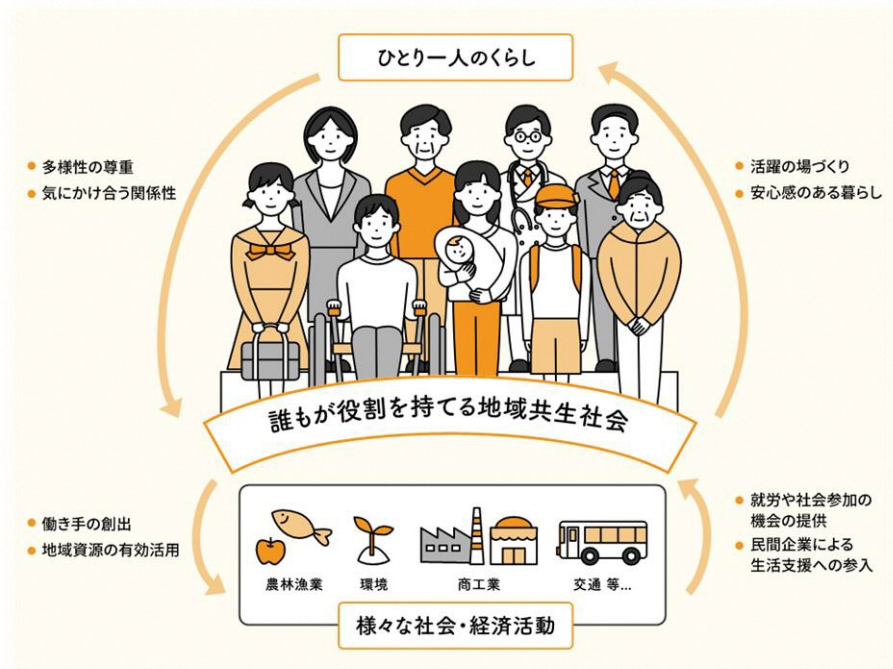 ひとり一人のくらし
● 多様性の尊重
● 気にかけ合う関係性
● 活躍の場づくり
● 安心感のある暮らし
誰もが役割を持てる地域共生社会
● 働き手の創出
● 地域資源の有効活用
● 就労や社会参加の
機会の提供
● 民間企業による
生活支援への参入
農林漁業
環境
商工業
交通 等…
様々な社会・経済活動